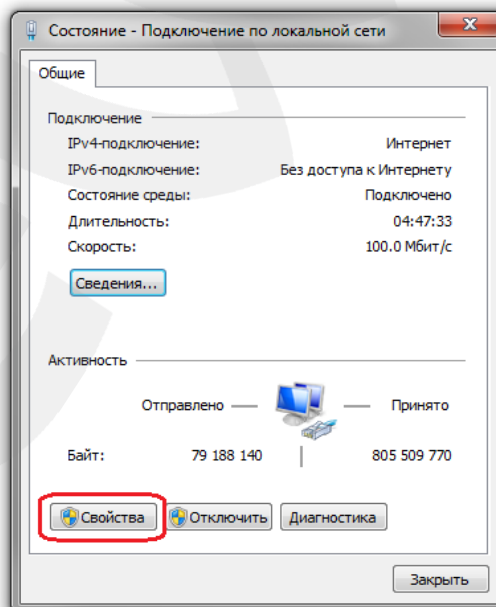 Состояние - Подключение по локальной сети
Общие
Подключение
IPv4-подключение: Интернет
IPv6-подключение: Без доступа к Интернету
Состояние среды: Подключено
Длительность: 04:47:33
Скорость: 100.0 Мбит/с
Сведения...
Активность
Отправлено — — Принято
Байт: 79 188 140 | 805 509 770
Свойства Отключить Диагностика
Закрыть